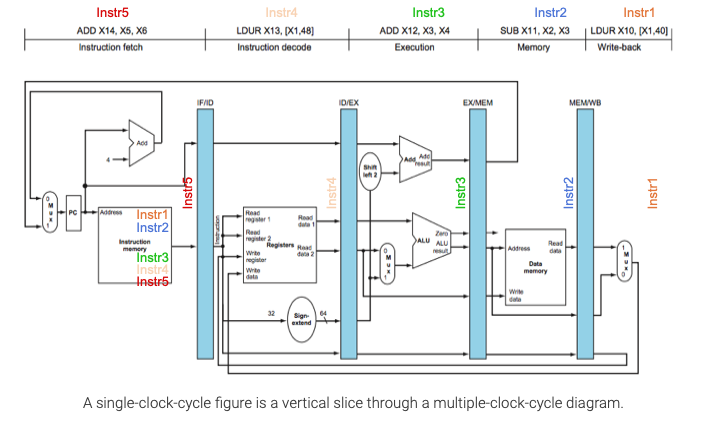 Instr5 Instr4 Instr3 Instr2 Instr1
ADD X14, X5, X6 LDUR X13, [X1,48] ADD X12, X3, X4 SUB X11, X2, X3 LDUR X10, [X1,40]
Instruction fetch Instruction decode Execution Memory Write-back
IF/ID ID/EX EX/MEM MEM/WB
Add
4
Shift
left 2
Add Add
result
0
M
u
x
1
PC
Address
Instr1
Instr2
Instruction
memory
Instr3
Instr4
Instr5
Instr5
Instruction
Read
register 1
Read
register 2
Write
register
Write
data
Registers
Read
data 1
Read
data 2
32
Sign-
extend
64
Instr4
0
M
u
x
1
ALU
Zero
ALU
result
Instr3
Address
Read
data
Data
memory
Write
data
Instr2
1
M
u
x
0
Instr1
A single-clock-cycle figure is a vertical slice through a multiple-clock-cycle diagram.